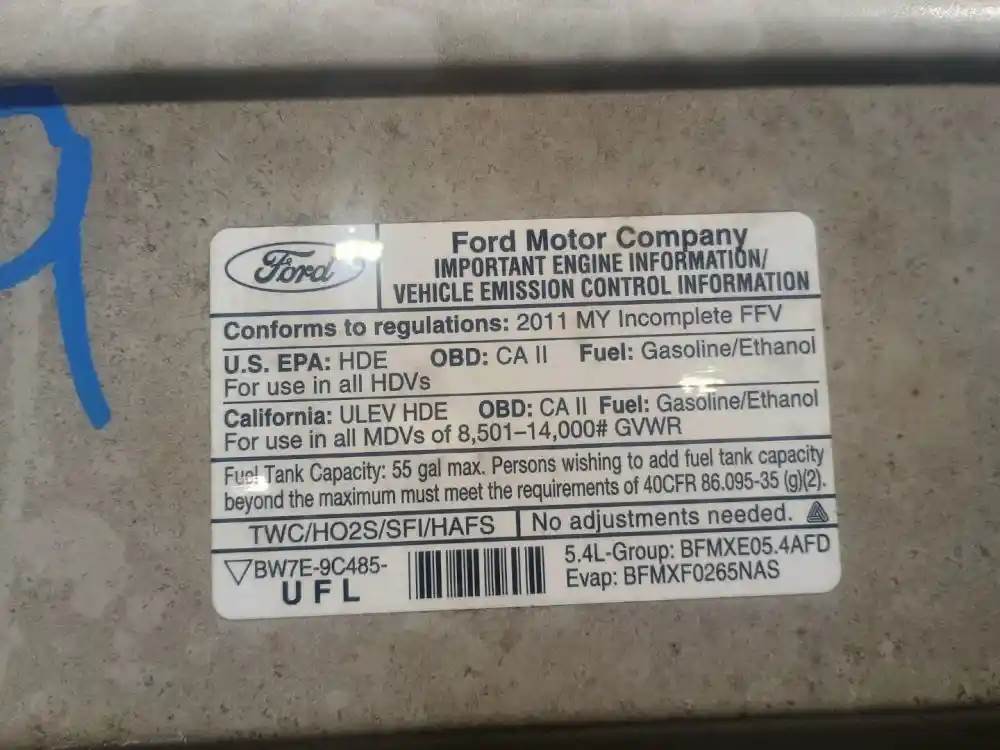 9
Ford
Ford Motor Company
IMPORTANT ENGINE INFORMATION/
VEHICLE EMISSION CONTROL INFORMATION
Conforms to regulations: 2011 MY Incomplete FFV
U.S. EPA: HDE OBD: CA II Fuel: Gasoline/Ethanol
For use in all HDVs
California: ULEV HDE OBD: CA II Fuel: Gasoline/Ethanol
For use in all MDVs of 8,501–14,000# GVWR
Fuel Tank Capacity: 55 gal max. Persons wishing to add fuel tank capacity
beyond the maximum must meet the requirements of 40CFR 86.095-35 (g)(2).
TWC/HO2S/SFI/HAFS
No adjustments needed.
BW7E-9C485-
UFL
5.4L-Group: BFMXE05.4AFD
Evap: BFMXF0265NAS